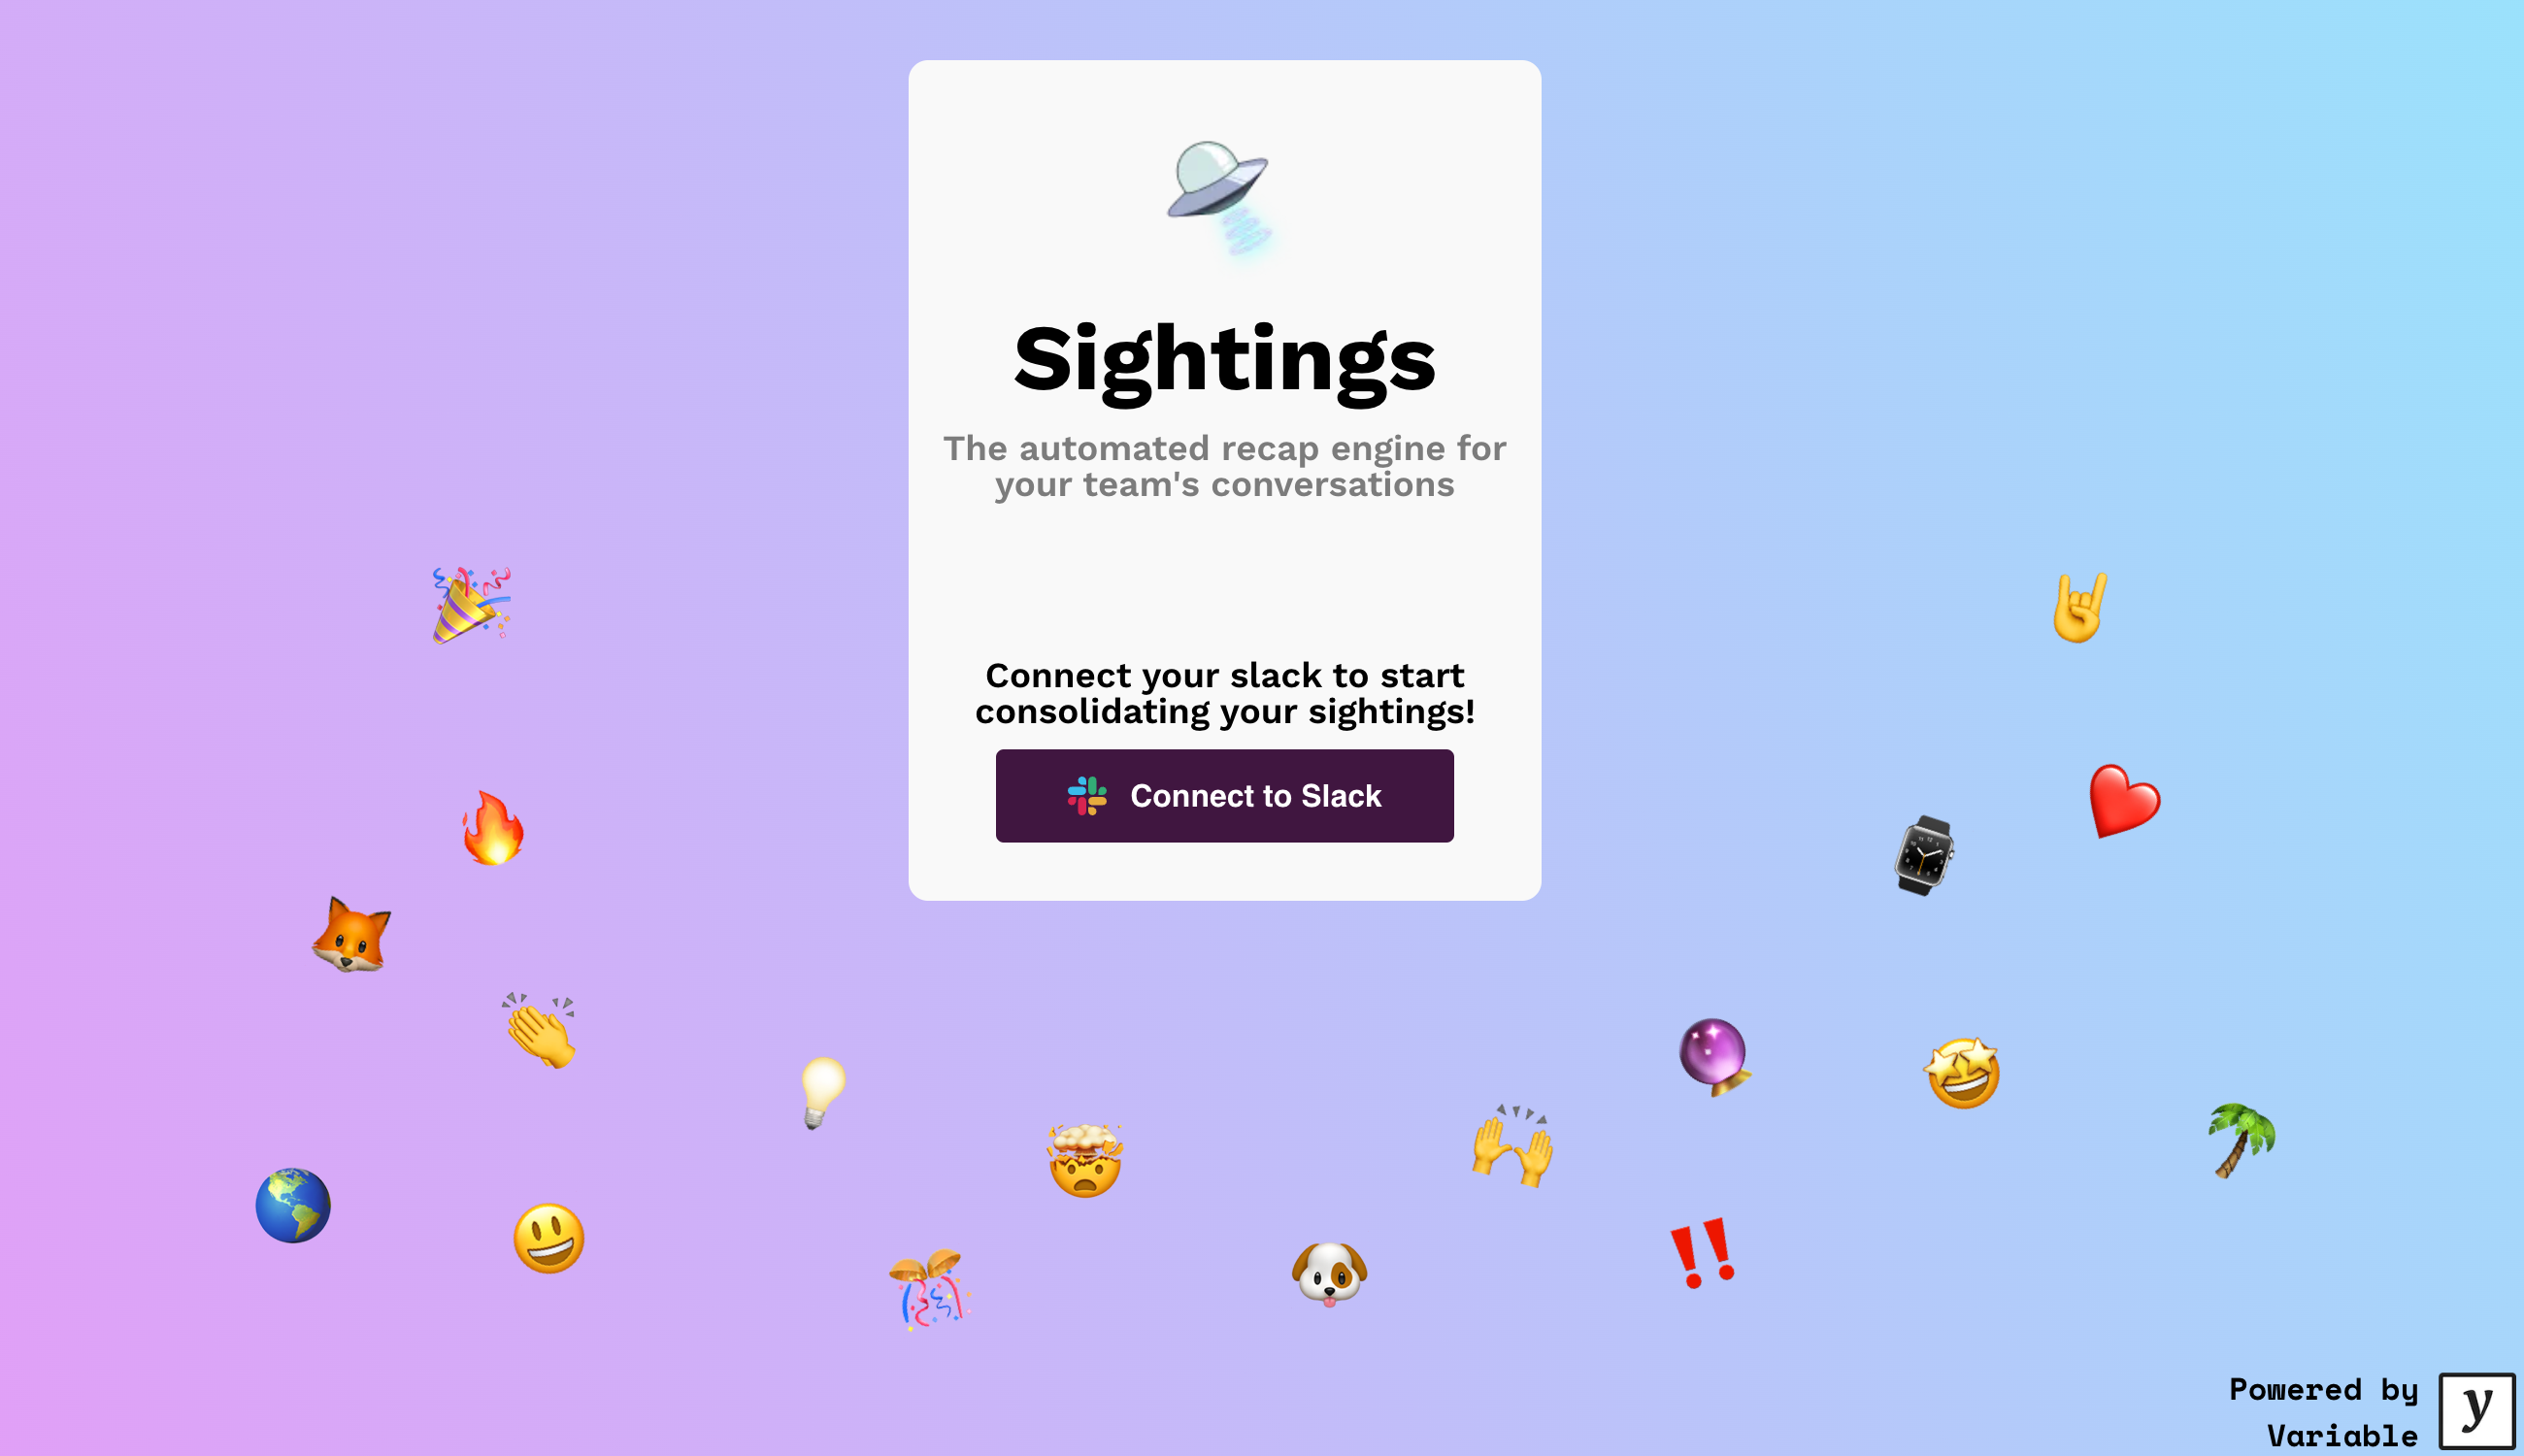 Sightings
The automated recap engine for
your team's conversations
Connect your slack to start
consolidating your sightings!
Connect to Slack
Powered by
Variable
y